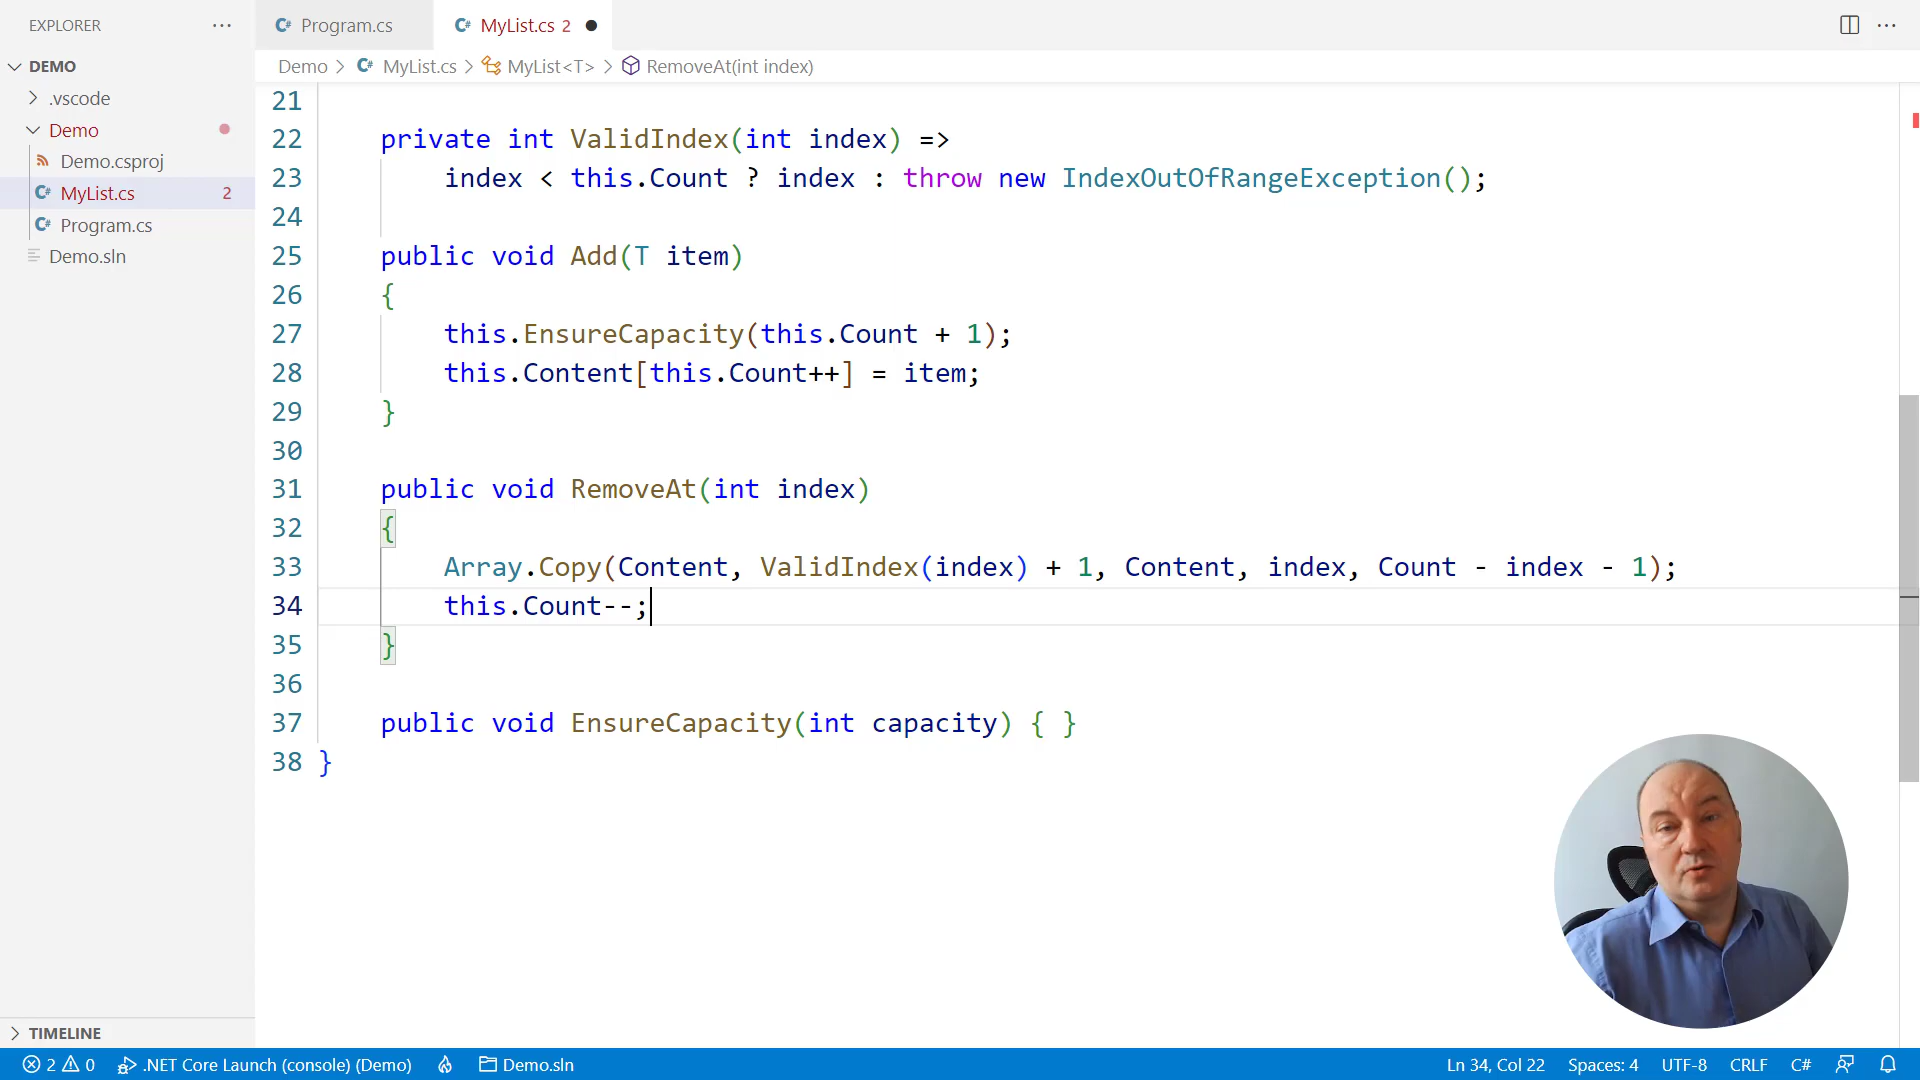 EXPLORER
DEMO
.vscode
Demo
Demo.csproj
MyList.cs 2
Program.cs
Demo.sln
TIMELINE
Program.cs
MyList.cs 2
Demo > MyList.cs > MyList<T> > RemoveAt(int index)
21
22 private int ValidIndex(int index) =>
23 index < this.Count ? index : throw new IndexOutOfRangeException();
24
25 public void Add(T item)
26 {
27 this.EnsureCapacity(this.Count + 1);
28 this.Content[this.Count++] = item;
29 }
30
31 public void RemoveAt(int index)
32 {
33 Array.Copy(Content, ValidIndex(index) + 1, Content, index, Count - index - 1);
34 this.Count--;
35 }
36
37 public void EnsureCapacity(int capacity) { }
38 }
2 0 .NET Core Launch (console) (Demo) Demo.sln Ln 34, Col 22 Spaces: 4 UTF-8 CRLF C#